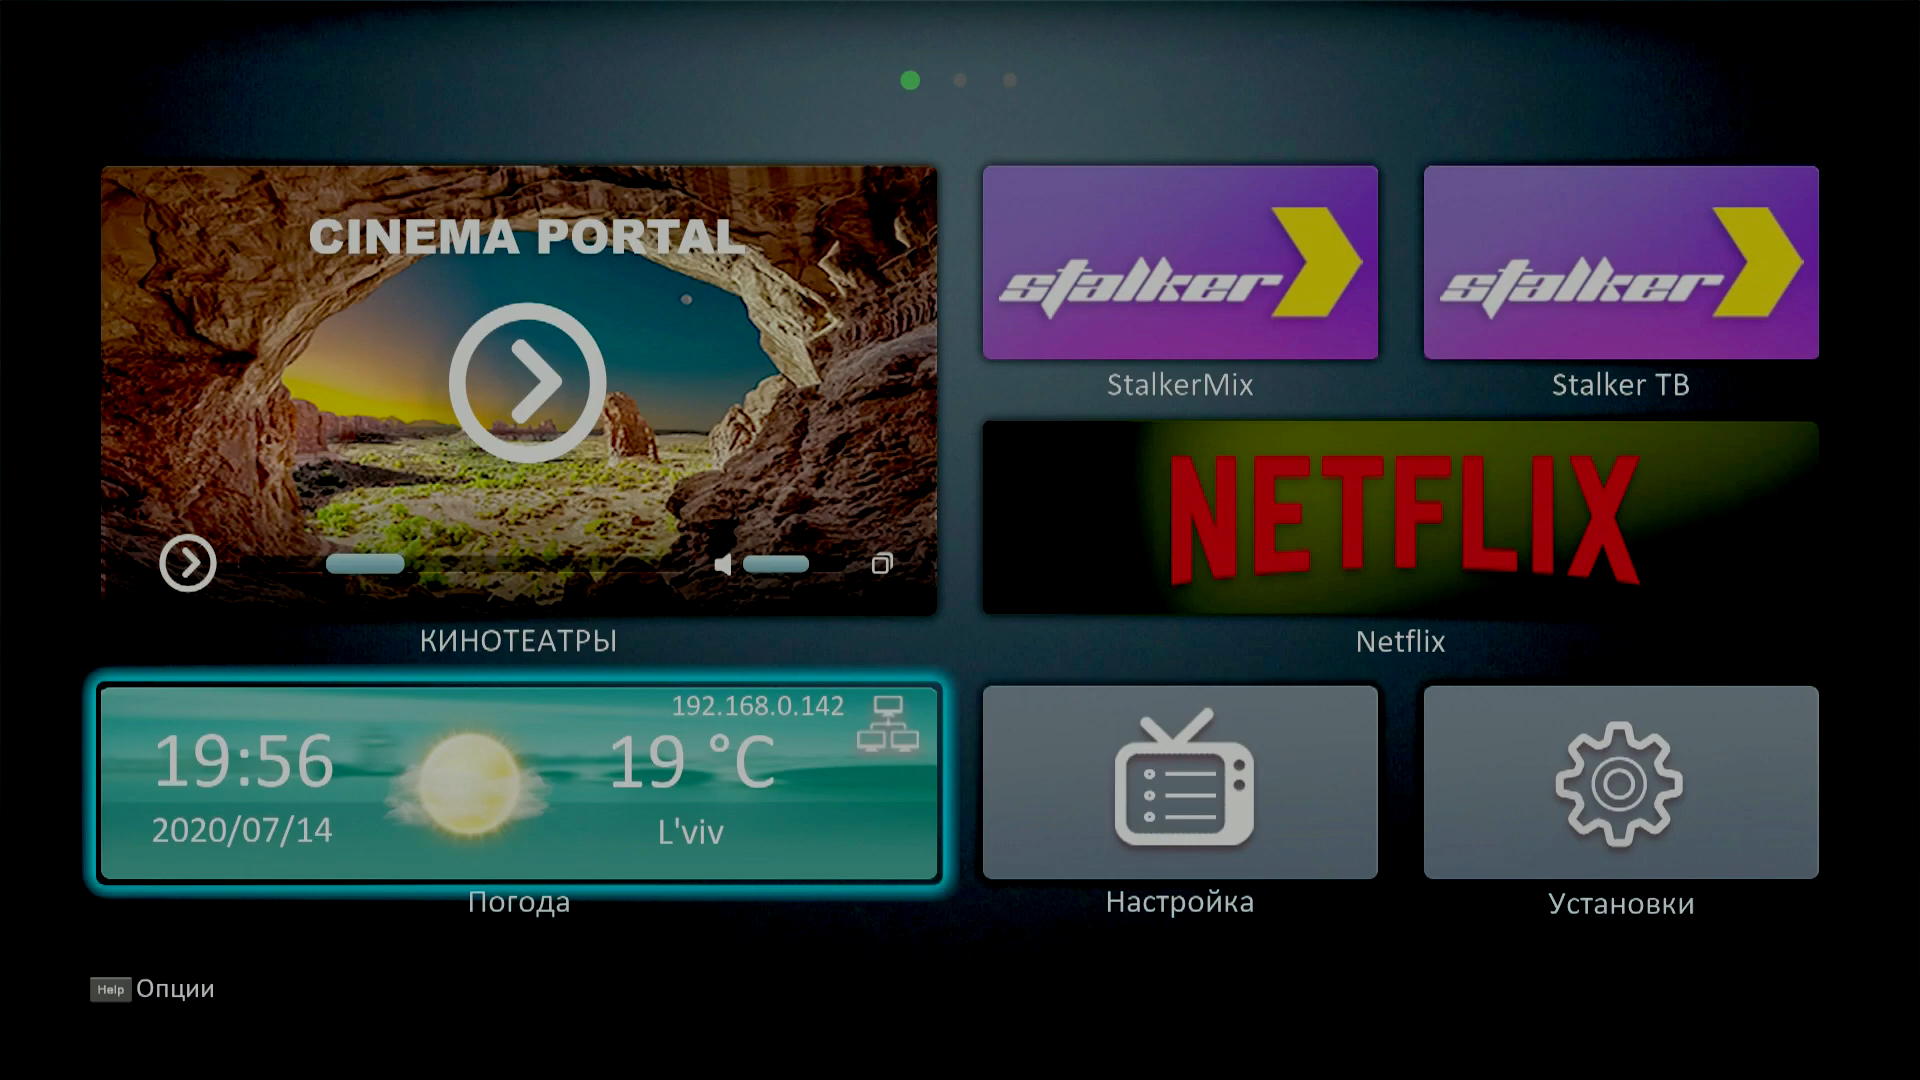 CINEMA PORTAL
КИНОТЕАТРЫ
stalker
StalkerMix
stalker
Stalker ТВ
NETFLIX
Netflix
192.168.0.142
19:56
19 °C
2020/07/14
L'viv
Погода
Настройка
Установки
Help Опции